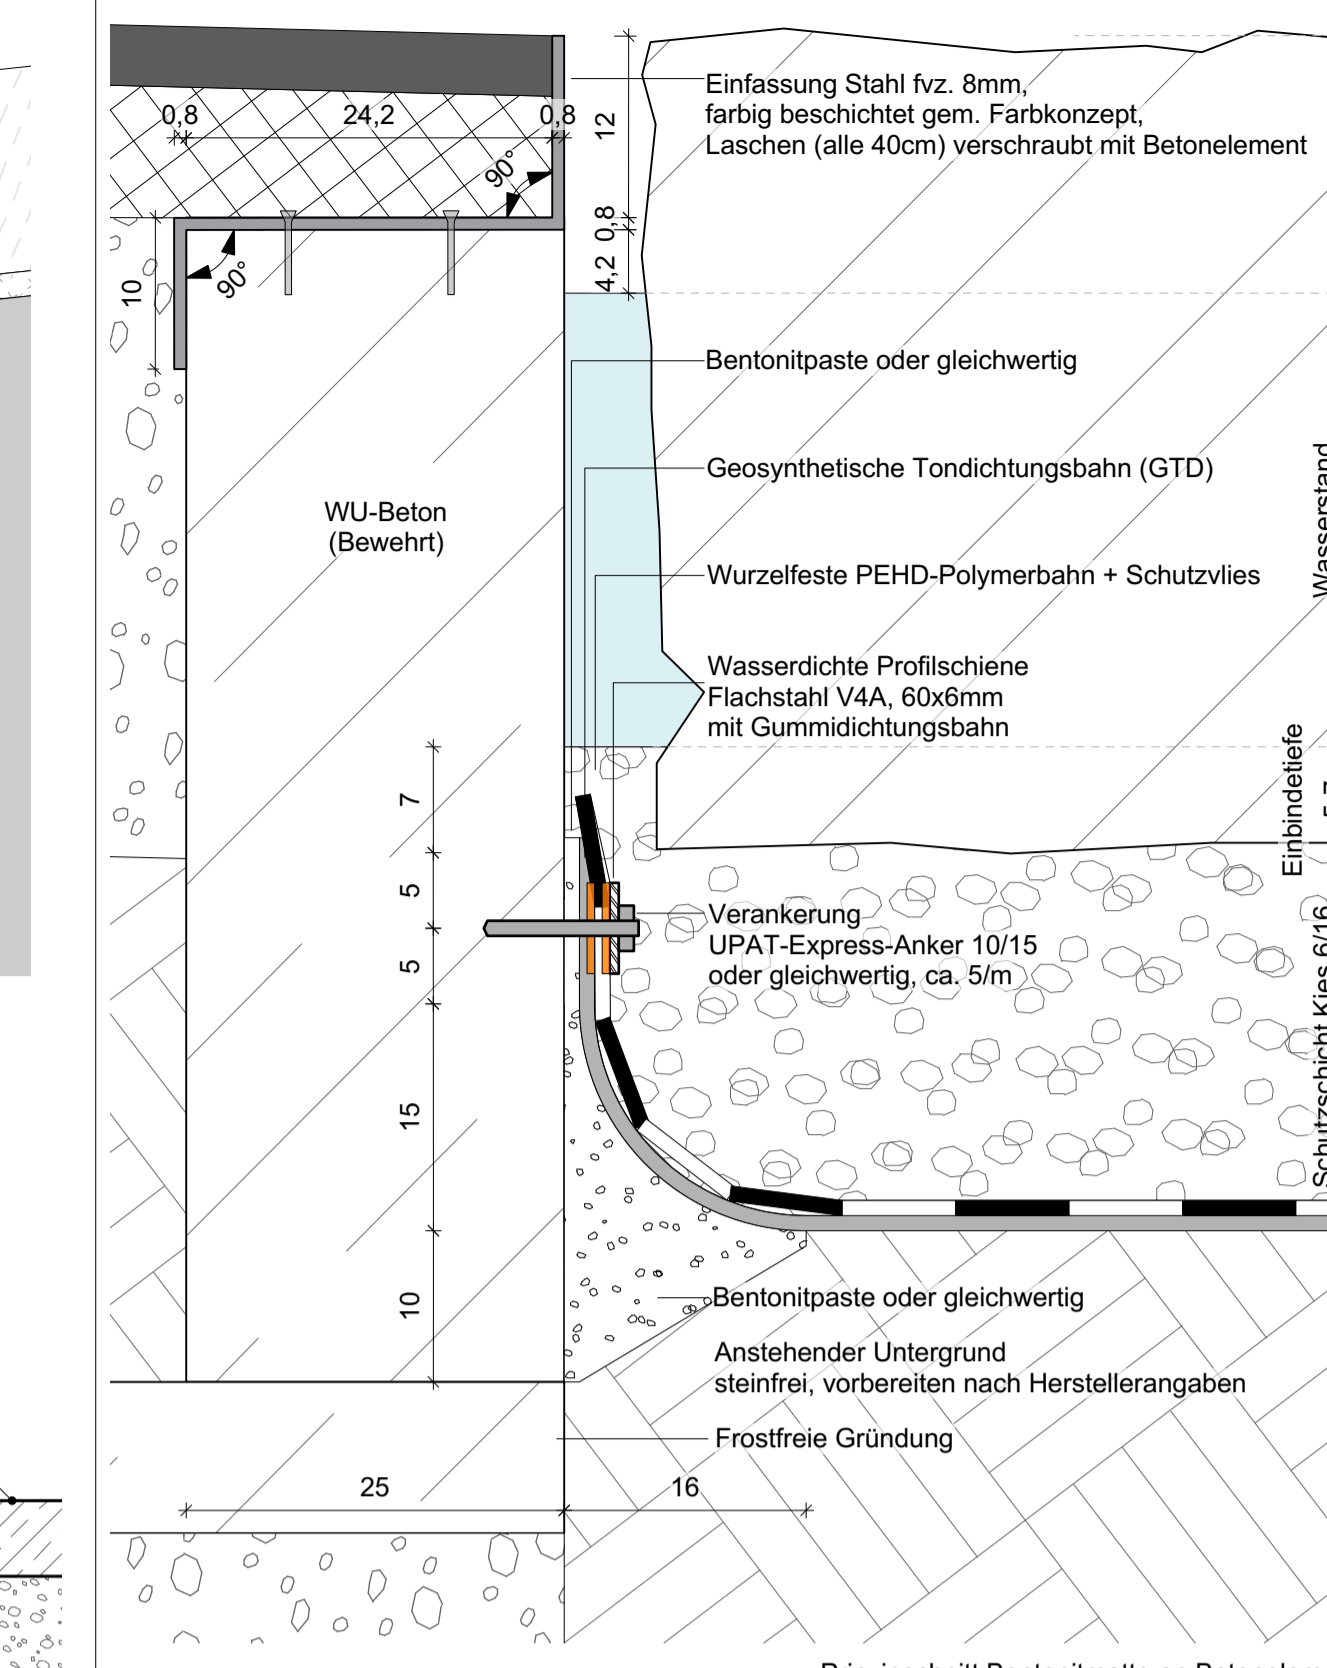 Einfassung Stahl fvz. 8mm,
farbig beschichtet gem. Farbkonzept,
Laschen (alle 40cm) verschraubt mit Betonelement
0,8
24,2
0,8
12
90°
0,8
4,2
90°
10
Bentonitpaste oder gleichwertig
Geosynthetische Tondichtungsbahn (GTD)
Wasserstand
WU-Beton
(Bewehrt)
Wurzelfeste PEHD-Polymerbahn + Schutzvlies
Wasserdichte Profilschiene
Flachstahl V4A, 60x6mm
mit Gummidichtungsbahn
Einbindetiefe
7
5
5
15
10
Verankerung
UPAT-Express-Anker 10/15
oder gleichwertig, ca. 5/m
Schutzschicht Kies 6/16
Bentonitpaste oder gleichwertig
Anstehender Untergrund
steinfrei, vorbereiten nach Herstellerangaben
Frostfreie Gründung
25
16